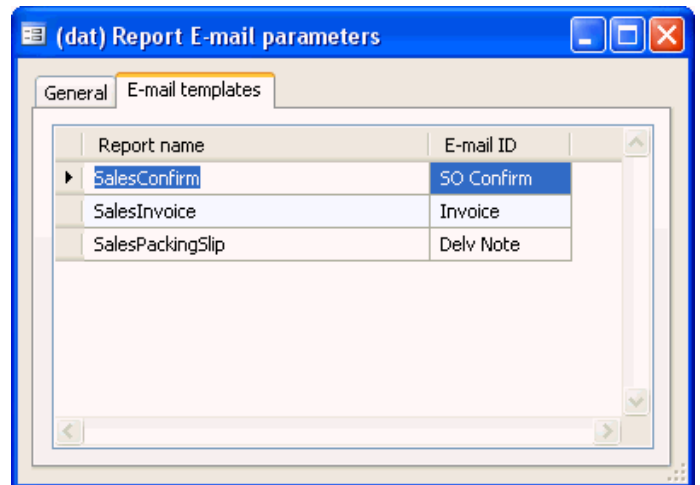 (dat) Report E-mail parameters
General E-mail templates
Report name E-mail ID
SalesConfirm SO Confirm
SalesInvoice Invoice
SalesPackingSlip Delv Note